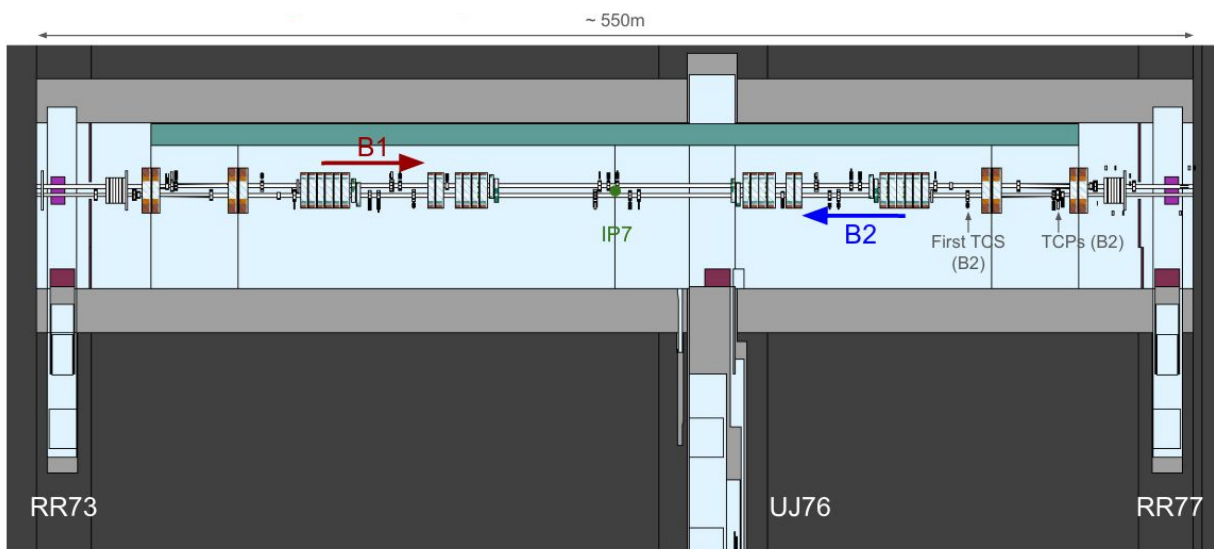 ~ 550m
B1
IP7
B2
First TCS
(B2)
TCPs (B2)
RR73
UJ76
RR77